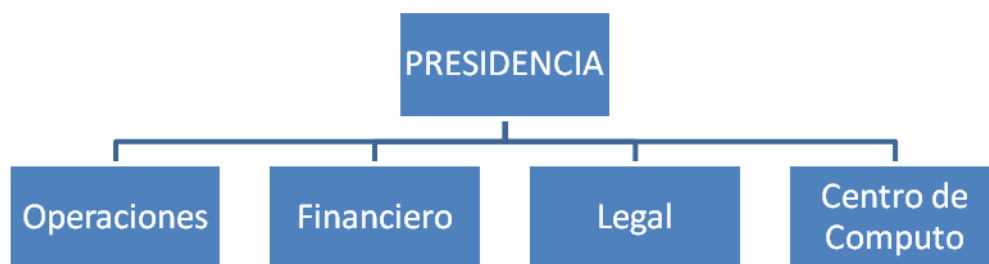 PRESIDENCIA
Operaciones
Financiero
Legal
Centro de
Computo